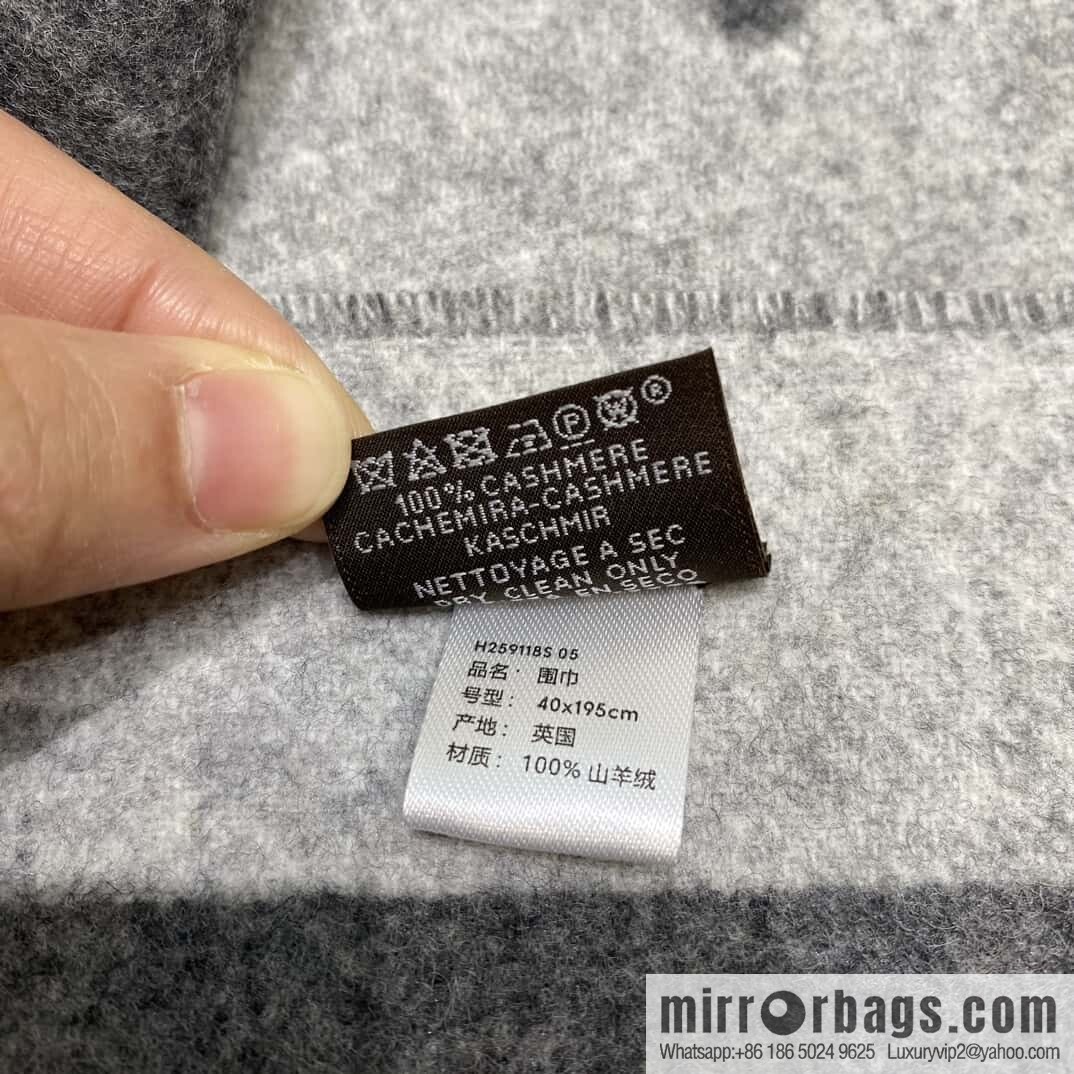 ®
100% CASHMERE
CACHEMIRA-CASHMERE
KASCHMIR
NETTOYAGE A SEC
DRY CLEAN ONLY
EN SECO
H259118S 05
品名: 围巾
号型: 40x195cm
产地: 英国
材质: 100% 山羊绒
mirrorbags.com
Whatsapp:+86 186 5024 9625 Luxuryvip2@yahoo.com